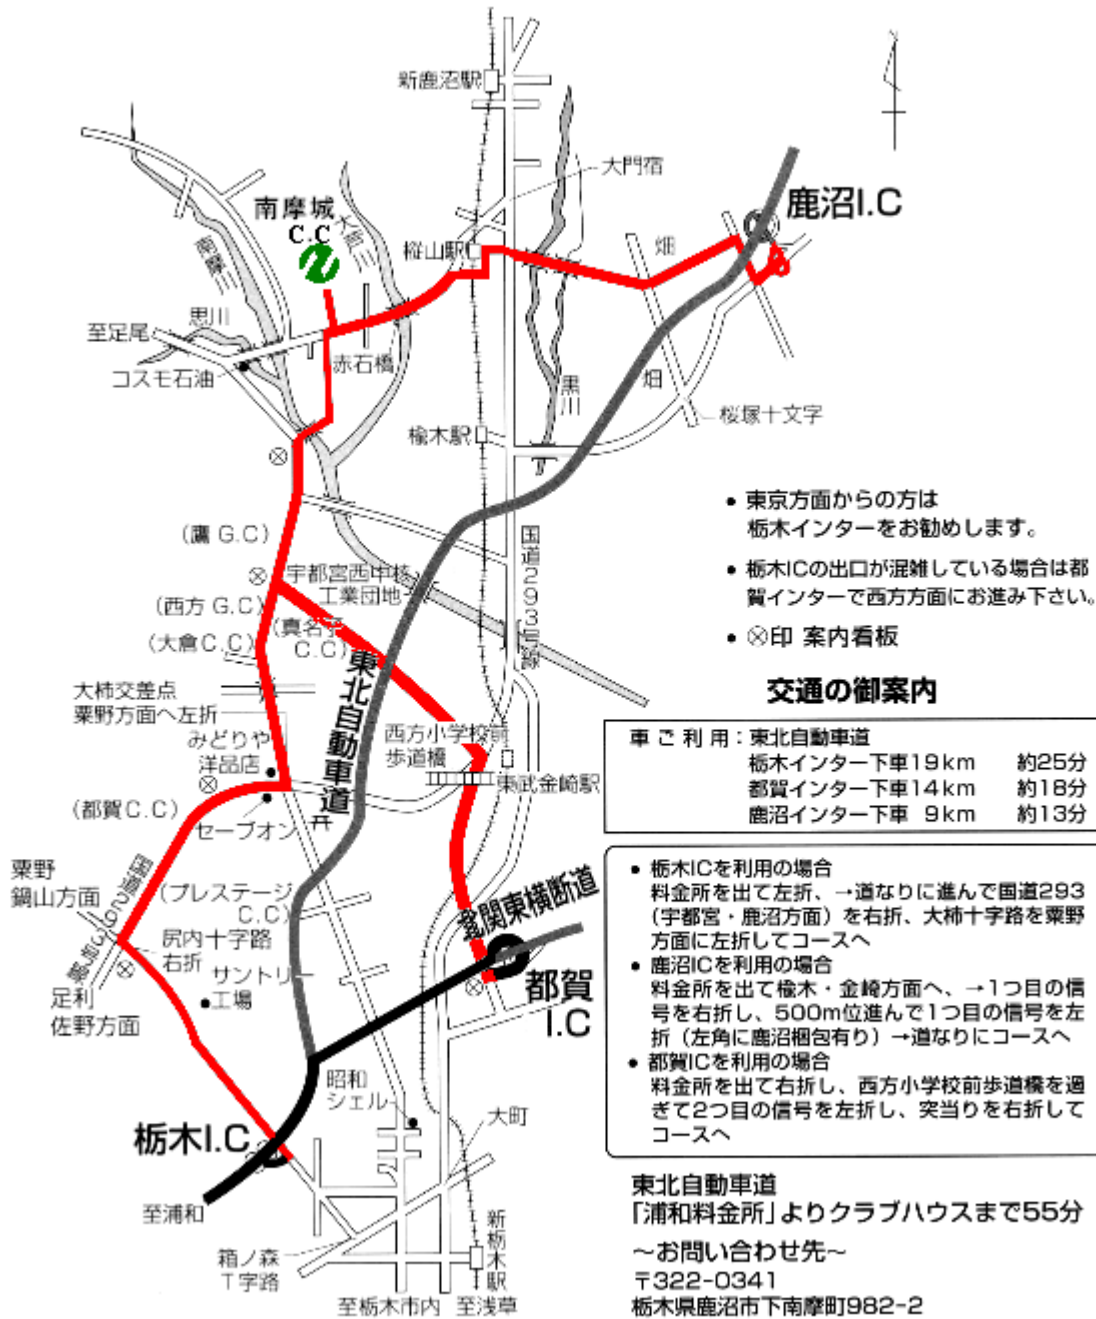 新鹿沼駅
大門宿
鹿沼I.C
南摩城
C.C
大芦川
南摩川
樅山駅
畑
思川
至足尾
コスモ石油
赤石橋
黒川
畑
楡木駅
桜塚十文字
・東京方面からの方は
栃木インターをお勧めします。
・栃木ICの出口が混雑している場合は都
賀インターで西方方面にお進み下さい。
・⊗印 案内看板
(鷹 G.C)
国道293号線
宇都宮西中核
工業団地
(西方 G.C)
(真名子
C.C)
(大倉C.C)
東北自動車道
大柿交差点
粟野方面へ左折
みどりや
洋品店
西方小学校前
歩道橋
東武金崎駅
(都賀C.C)
セーブオン
国道293号線
粟野
鍋山方面
(プレステージ
C.C)
北関東横断道
尻内十字路
右折
サントリー
工場
足利
佐野方面
都賀
I.C
昭和
シェル
大町
栃木I.C
至浦和
箱ノ森
T字路
新栃木駅
至栃木市内
至浅草
交通の御案内
車ご利用：東北自動車道
栃木インター下車19km 約25分
都賀インター下車14km 約18分
鹿沼インター下車 9km 約13分
・栃木ICを利用の場合
料金所を出て左折、→道なりに進んで国道293
(宇都宮・鹿沼方面)を右折、大柿十字路を粟野
方面に左折してコースへ
・鹿沼ICを利用の場合
料金所を出て楡木・金崎方面へ、→1つ目の信
号を右折し、500m位進んで1つ目の信号を左
折(左角に鹿沼梱包有り)→道なりにコースへ
・都賀ICを利用の場合
料金所を出て右折し、西方小学校前歩道橋を過
ぎて2つ目の信号を左折し、突当りを右折して
コースへ
東北自動車道
「浦和料金所」よりクラブハウスまで55分
～お問い合わせ先～
〒322-0341
栃木県鹿沼市下南摩町982-2